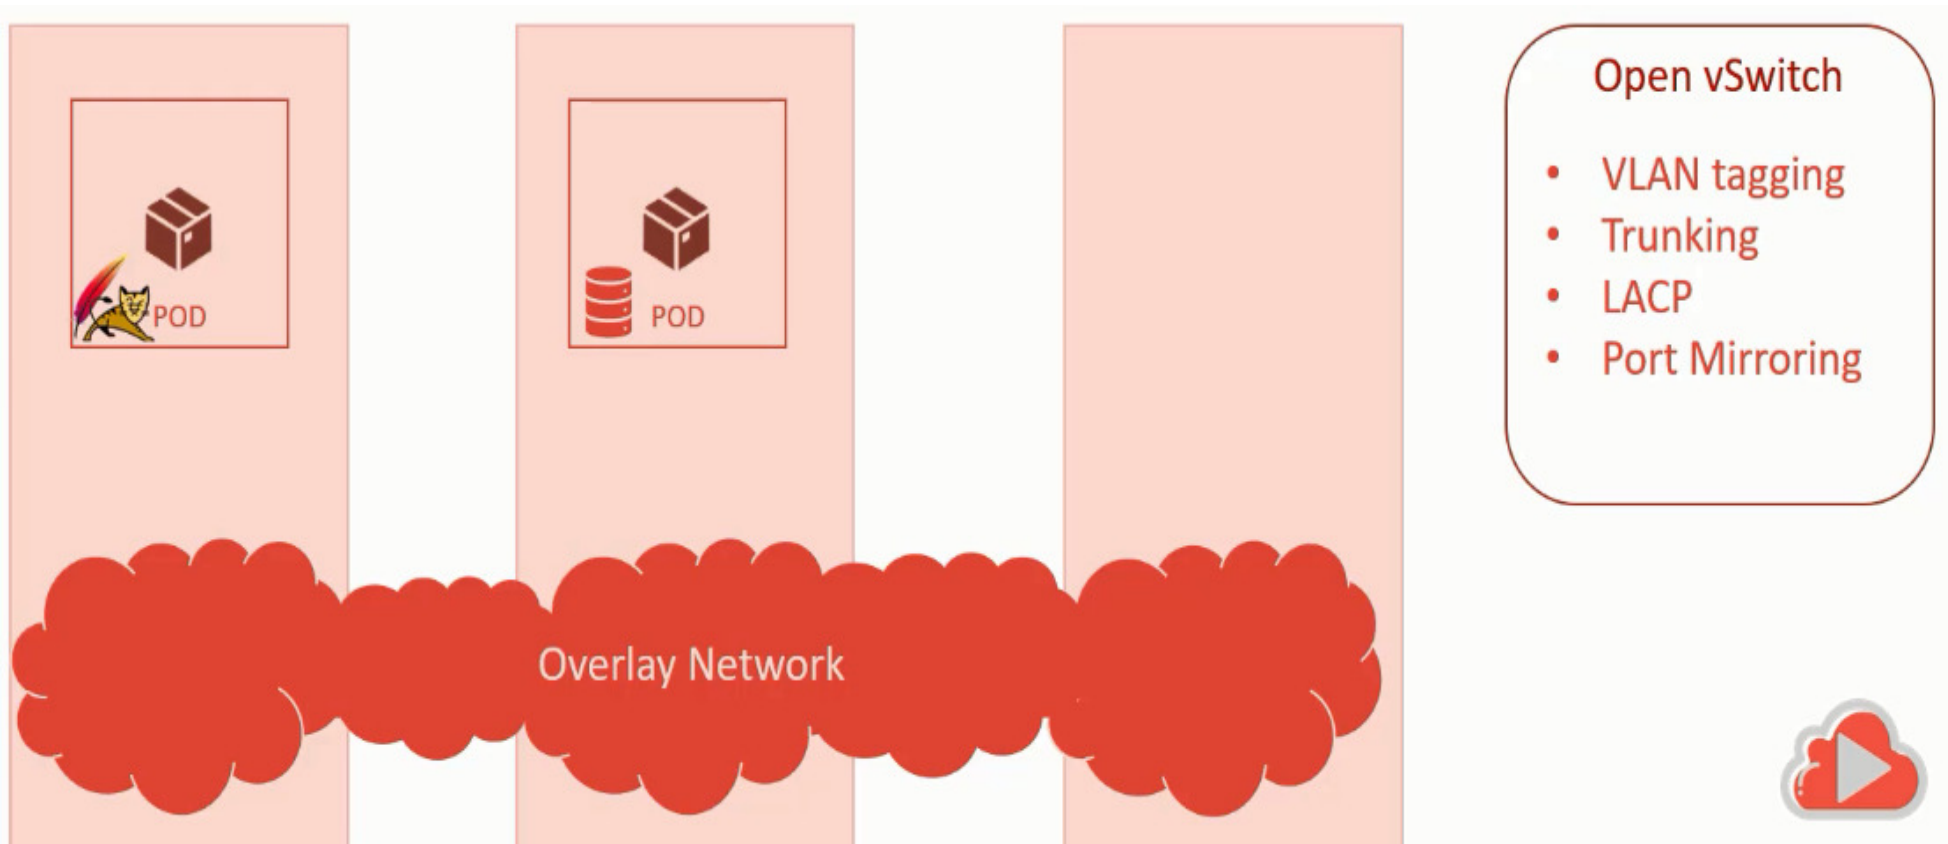 POD
POD
Overlay Network
Open vSwitch
• VLAN tagging
• Trunking
• LACP
• Port Mirroring